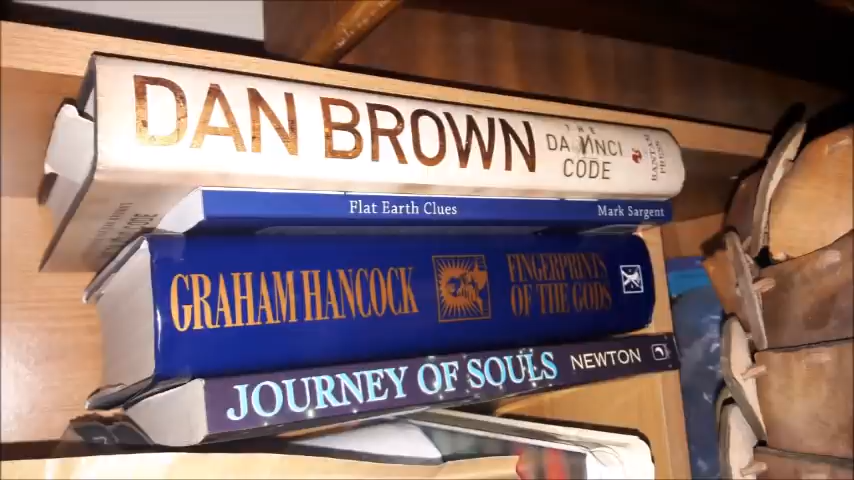 DAN BROWN
THE
DA VINCI
CODE
BANTAM
PRESS
Flat Earth Clues Mark Sargent
GRAHAM HANCOCK
FINGERPRINTS
OF THE GODS
JOURNEY OF SOULS NEWTON